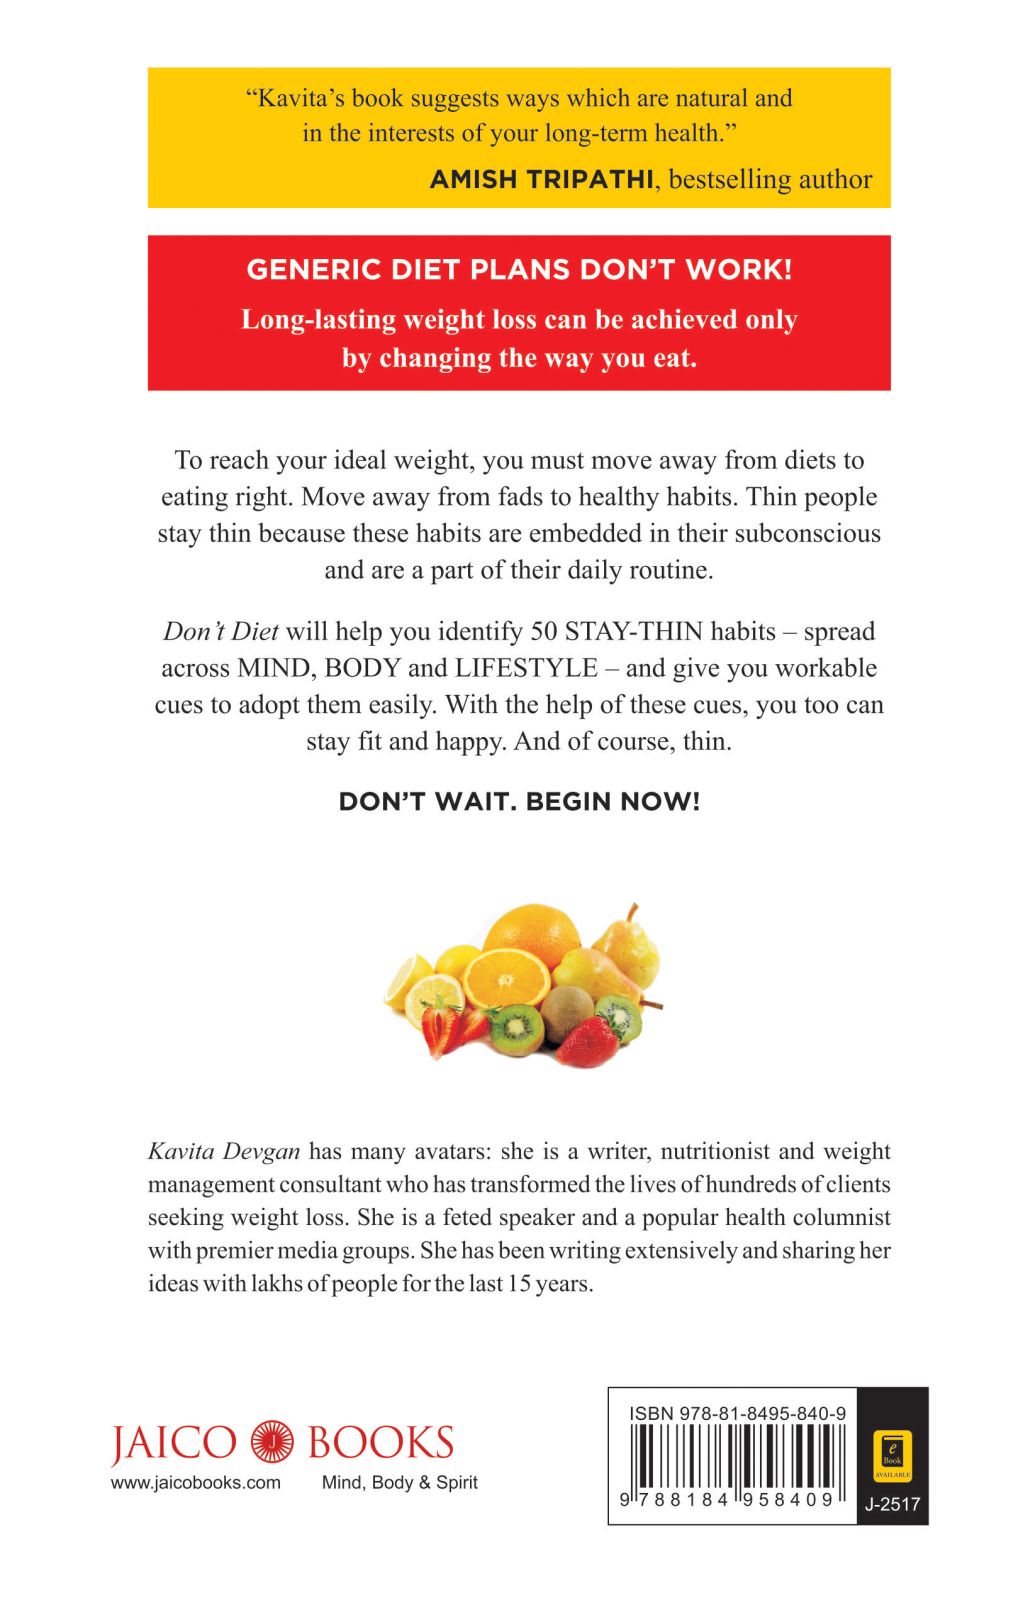 “Kavita’s book suggests ways which are natural and
in the interests of your long-term health.”
AMISH TRIPATHI, bestselling author
GENERIC DIET PLANS DON’T WORK!
Long-lasting weight loss can be achieved only
by changing the way you eat.
To reach your ideal weight, you must move away from diets to
eating right. Move away from fads to healthy habits. Thin people
stay thin because these habits are embedded in their subconscious
and are a part of their daily routine.
Don’t Diet will help you identify 50 STAY-THIN habits – spread
across MIND, BODY and LIFESTYLE – and give you workable
cues to adopt them easily. With the help of these cues, you too can
stay fit and happy. And of course, thin.
DON’T WAIT. BEGIN NOW!
Kavita Devgan has many avatars: she is a writer, nutritionist and weight
management consultant who has transformed the lives of hundreds of clients
seeking weight loss. She is a feted speaker and a popular health columnist
with premier media groups. She has been writing extensively and sharing her
ideas with lakhs of people for the last 15 years.
JAICO J BOOKS
www.jaicobooks.com Mind, Body & Spirit
ISBN 978-81-8495-840-9
9 788184 958409
e
Book
AVAILABLE
J-2517